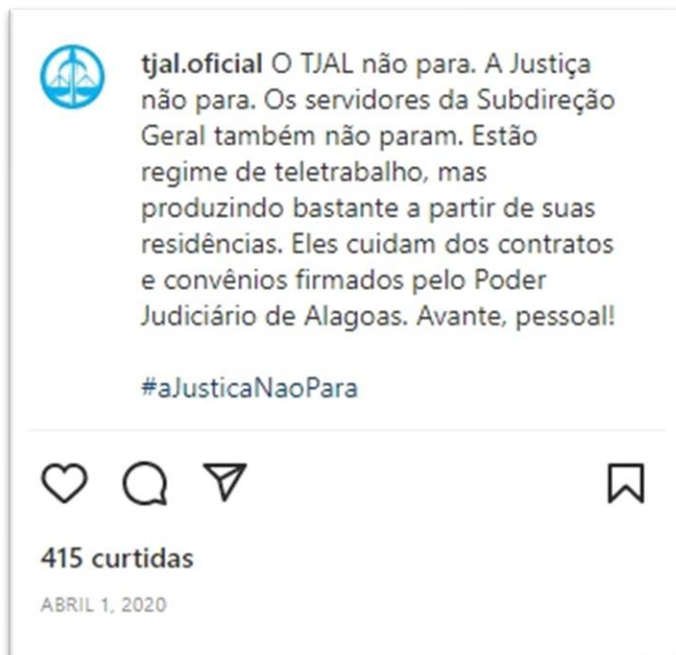 tjal.oficial O TJAL não para. A Justiça
não para. Os servidores da Subdireção
Geral também não param. Estão
regime de teletrabalho, mas
produzindo bastante a partir de suas
residências. Eles cuidam dos contratos
e convênios firmados pelo Poder
Judiciário de Alagoas. Avante, pessoal!
#aJusticaNaoPara
415 curtidas
ABRIL 1, 2020